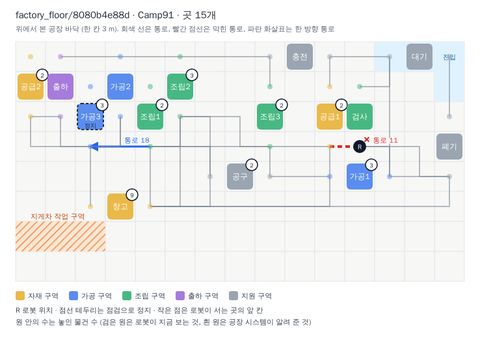 factory_floor/8080b4e88d · Camp91 · 곳 15개
위에서 본 공장 바닥 (한 칸 3 m). 회색 선은 통로, 빨간 점선은 막힌 통로, 파란 화살표는 한 방향 통로
충전
대기
진입
2
공급2
출하
3
가공3
정지
가공2
2
조립1
3
조립2
2
조립3
2
공급1
2
검사
통로 18
R
통로 11
폐기
2
공구
3
가공1
9
창고
지게차 작업 구역
자재 구역
가공 구역
조립 구역
출하 구역
지원 구역
R 로봇 위치 · 점선 테두리는 점검으로 정지 · 작은 점은 로봇이 서는 곳의 앞 칸
원 안의 수는 놓인 물건 수 (검은 원은 로봇이 지금 보는 것, 흰 원은 공장 시스템이 알려 준 것)